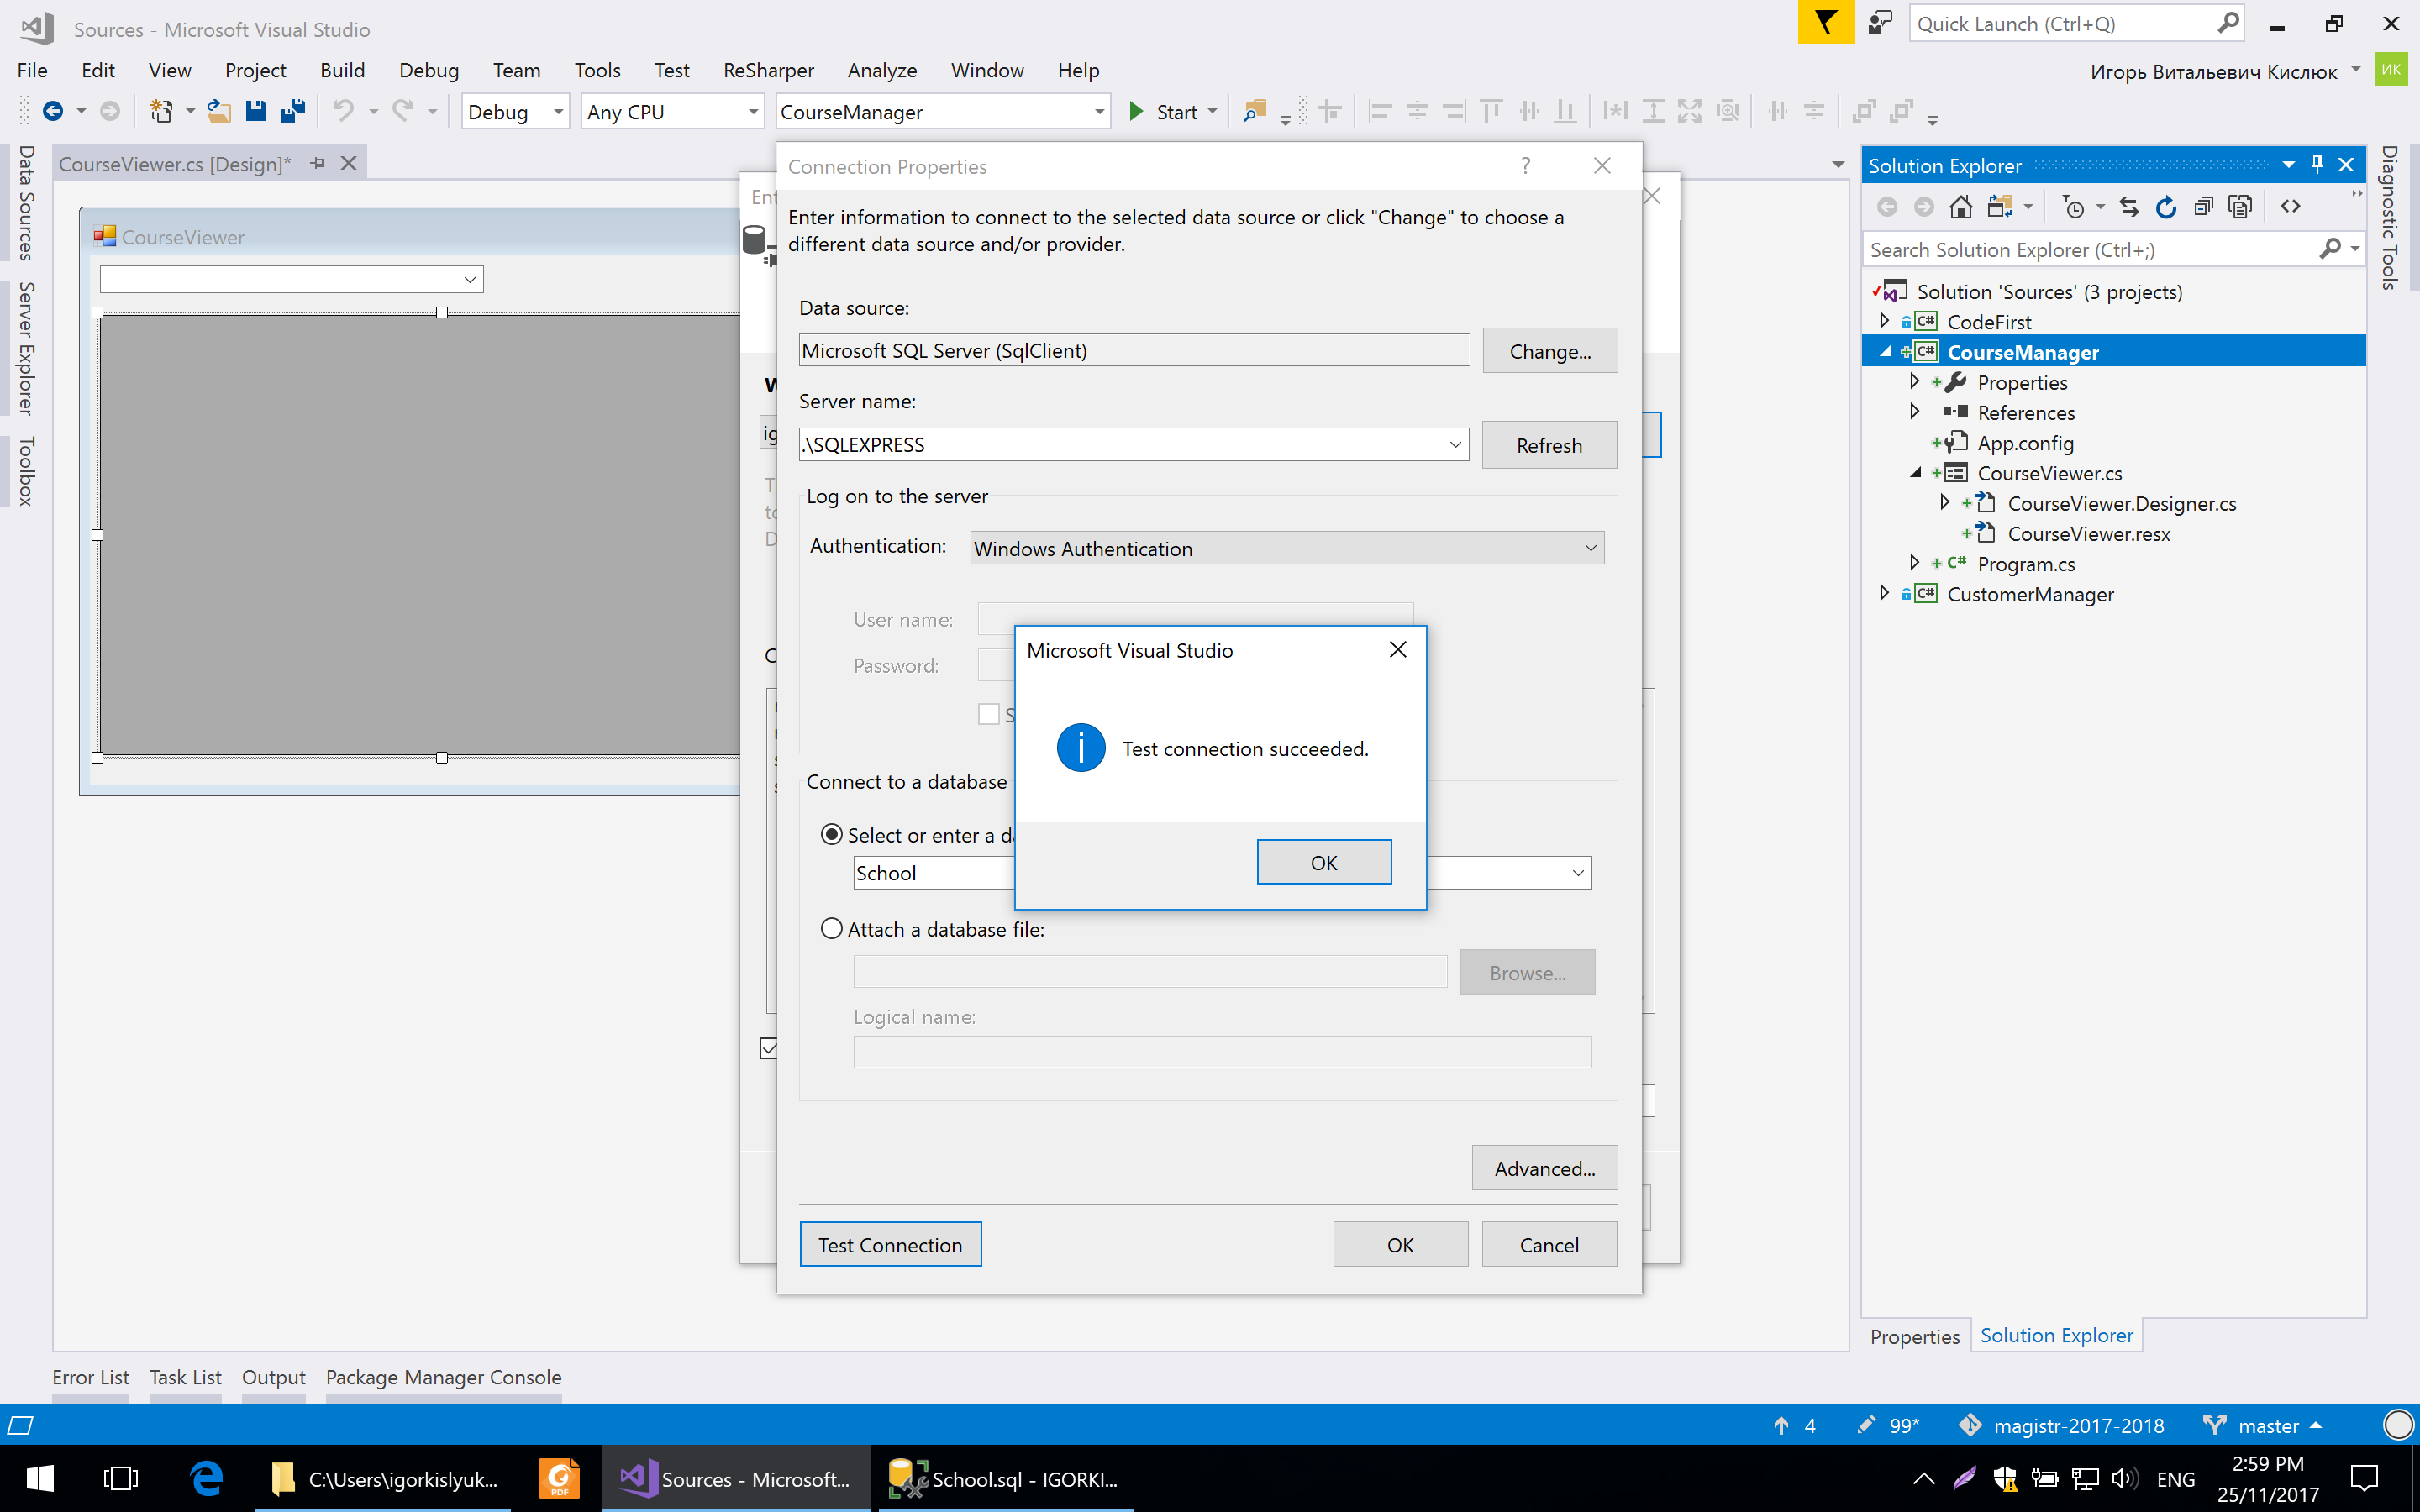 Sources - Microsoft Visual Studio
Quick Launch (Ctrl+Q)
File Edit View Project Build Debug Team Tools Test ReSharper Analyze Window Help
Игорь Витальевич Кислюк
ИК
Debug Any CPU CourseManager Start
Data Sources
Server Explorer
Toolbox
CourseViewer.cs [Design]*
CourseViewer
Connection Properties
?
Enter information to connect to the selected data source or click "Change" to choose a
different data source and/or provider.
Data source:
Microsoft SQL Server (SqlClient)
Change...
Server name:
.\SQLEXPRESS
Refresh
Log on to the server
Authentication:
Windows Authentication
User name:
Password:
Microsoft Visual Studio
Test connection succeeded.
OK
Connect to a database
Select or enter a da
School
Attach a database file:
Browse...
Logical name:
Advanced...
Test Connection
OK
Cancel
Solution Explorer
Search Solution Explorer (Ctrl+;)
Solution 'Sources' (3 projects)
CodeFirst
CourseManager
Properties
References
App.config
CourseViewer.cs
CourseViewer.Designer.cs
CourseViewer.resx
Program.cs
CustomerManager
Diagnostic Tools
Properties Solution Explorer
Error List Task List Output Package Manager Console
4 99* magistr-2017-2018 master
C:\Users\igorkislyuk...
PDF
Sources - Microsoft...
School.sql - IGORKI...
ENG
2:59 PM
25/11/2017